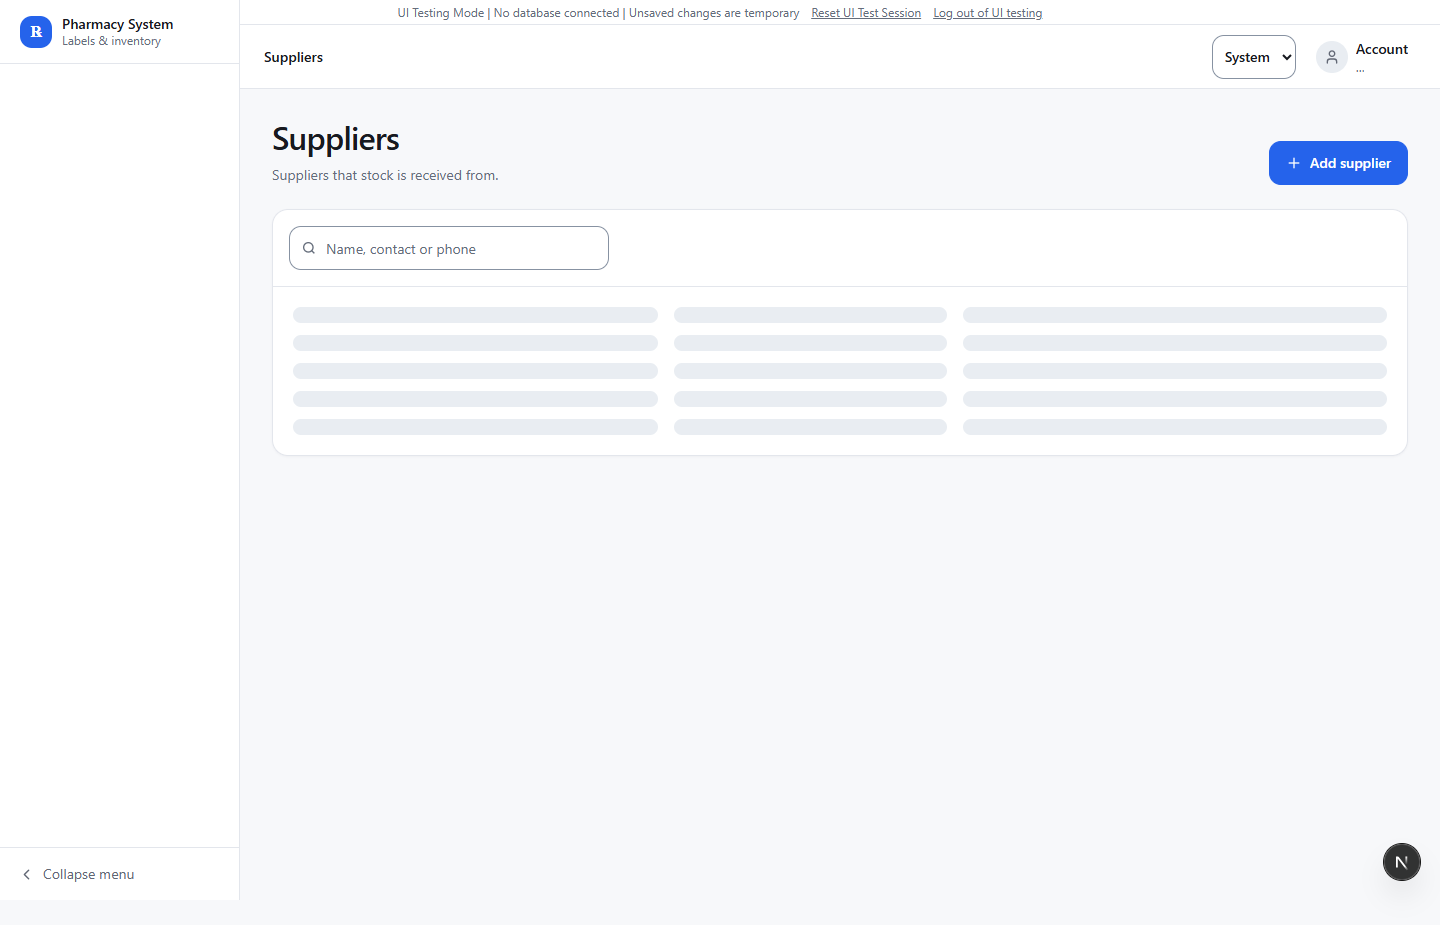 Pharmacy System
Labels & inventory
UI Testing Mode | No database connected | Unsaved changes are temporary Reset UI Test Session Log out of UI testing
Suppliers
System
Account
...
Suppliers
Suppliers that stock is received from.
+ Add supplier
Name, contact or phone
Collapse menu
N